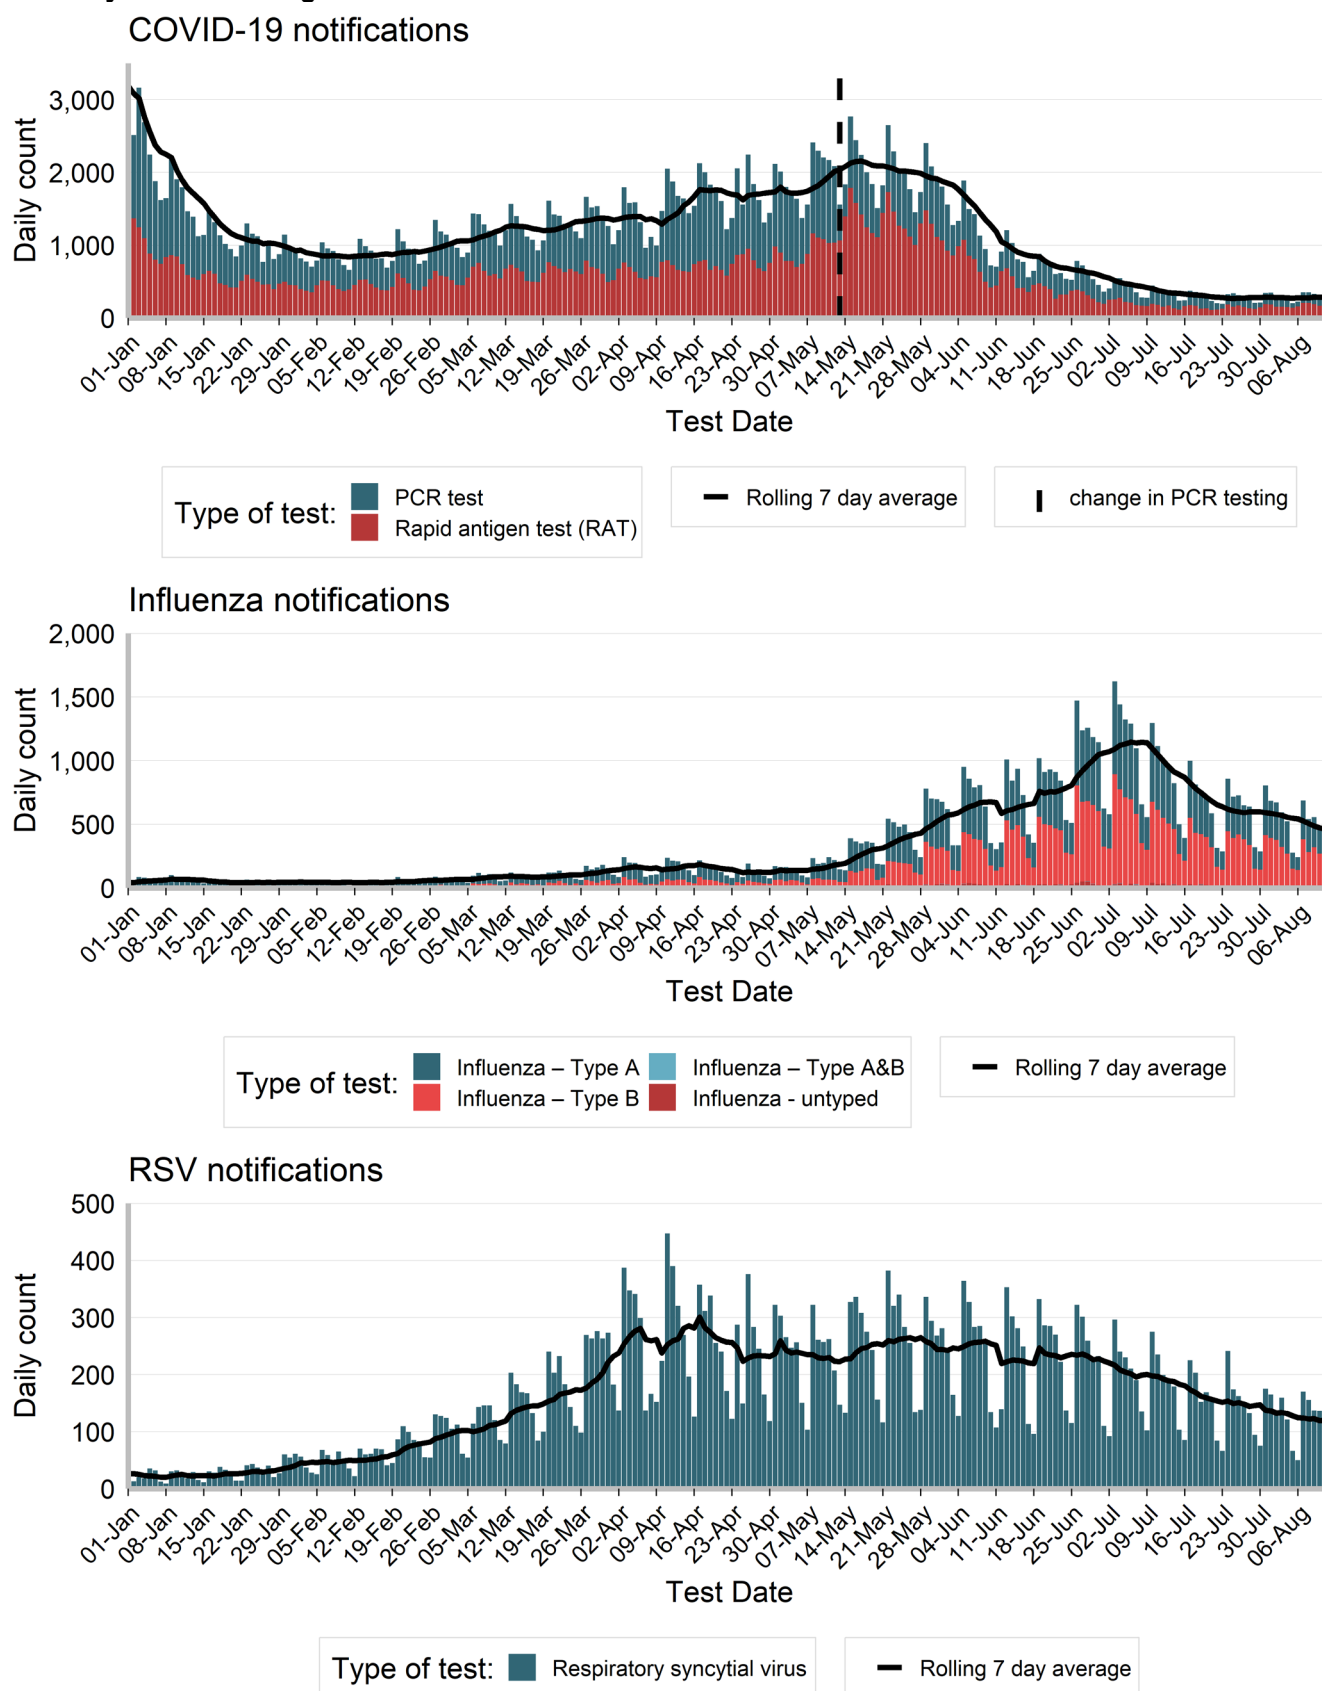 COVID-19 notifications
Daily count
3,000
2,000
1,000
0
01-Jan 08-Jan 15-Jan 22-Jan 29-Jan 05-Feb 12-Feb 19-Feb 26-Feb 05-Mar 12-Mar 19-Mar 26-Mar 02-Apr 09-Apr 16-Apr 23-Apr 30-Apr 07-May 14-May 21-May 28-May 04-Jun 11-Jun 18-Jun 25-Jun 02-Jul 09-Jul 16-Jul 23-Jul 30-Jul 06-Aug
Test Date
Type of test:
PCR test
Rapid antigen test (RAT)
Rolling 7 day average
change in PCR testing
Influenza notifications
Daily count
2,000
1,500
1,000
500
0
01-Jan 08-Jan 15-Jan 22-Jan 29-Jan 05-Feb 12-Feb 19-Feb 26-Feb 05-Mar 12-Mar 19-Mar 26-Mar 02-Apr 09-Apr 16-Apr 23-Apr 30-Apr 07-May 14-May 21-May 28-May 04-Jun 11-Jun 18-Jun 25-Jun 02-Jul 09-Jul 16-Jul 23-Jul 30-Jul 06-Aug
Test Date
Type of test:
Influenza – Type A Influenza – Type A&B
Influenza – Type B Influenza - untyped
Rolling 7 day average
RSV notifications
Daily count
500
400
300
200
100
0
01-Jan 08-Jan 15-Jan 22-Jan 29-Jan 05-Feb 12-Feb 19-Feb 26-Feb 05-Mar 12-Mar 19-Mar 26-Mar 02-Apr 09-Apr 16-Apr 23-Apr 30-Apr 07-May 14-May 21-May 28-May 04-Jun 11-Jun 18-Jun 25-Jun 02-Jul 09-Jul 16-Jul 23-Jul 30-Jul 06-Aug
Test Date
Type of test: Respiratory syncytial virus
Rolling 7 day average